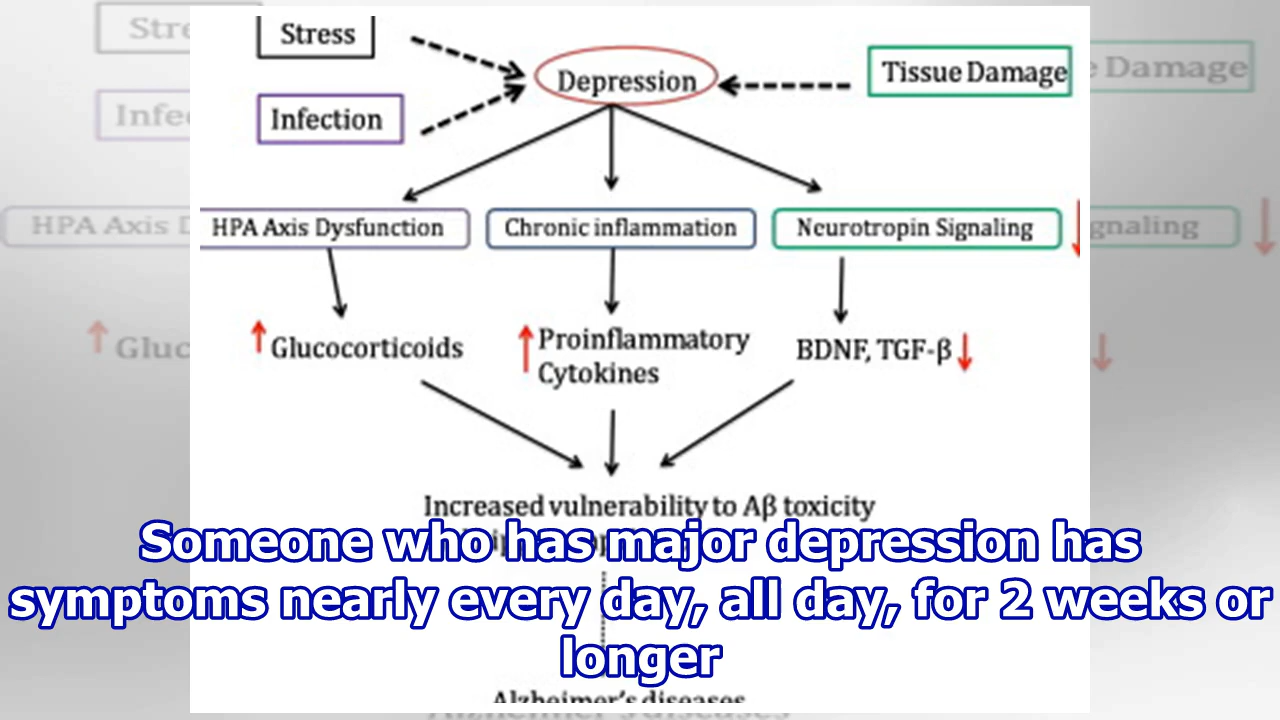 Stress
Depression
Tissue Damage
Infection
HPA Axis Dysfunction
Chronic inflammation
Neurotropin Signaling
Glucocorticoids
Proinflammatory
Cytokines
BDNF, TGF-β
Increased vulnerability to Aβ toxicity
Someone who has major depression has
symptoms nearly every day, all day, for 2 weeks or
longer
Alzheimer's diseases